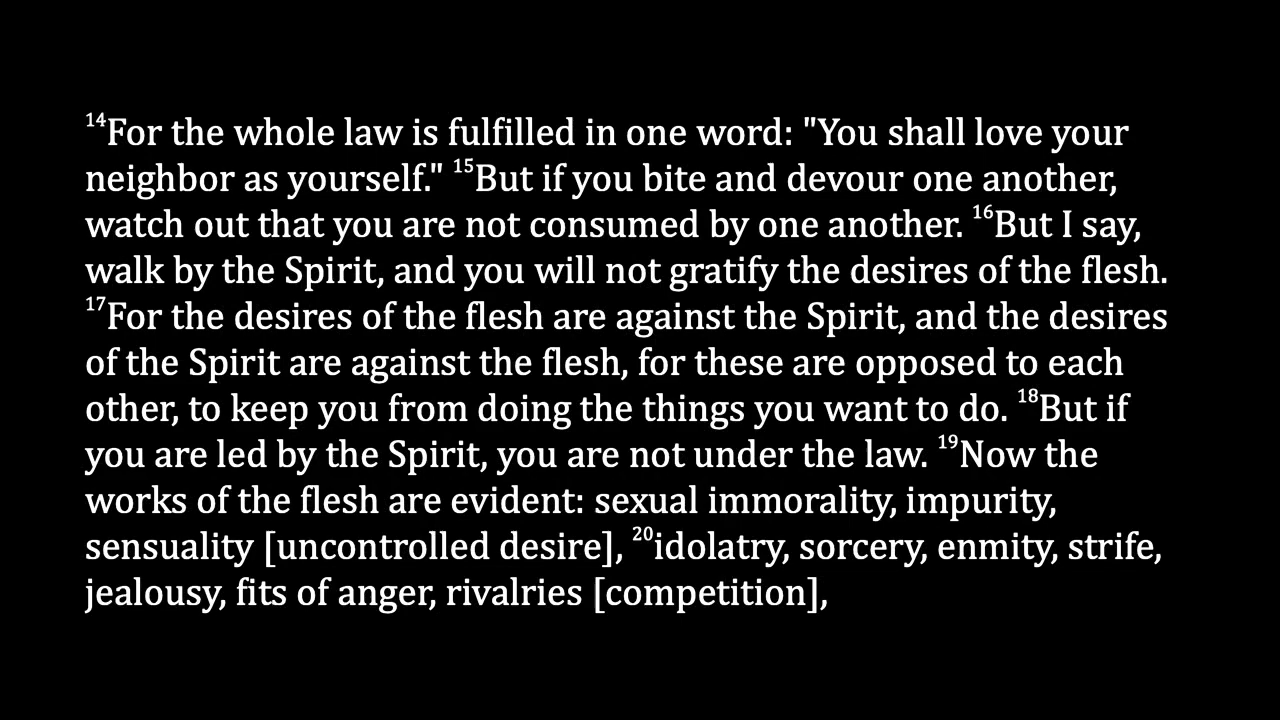 ¹⁴For the whole law is fulfilled in one word: "You shall love your
neighbor as yourself." ¹⁵But if you bite and devour one another,
watch out that you are not consumed by one another. ¹⁶But I say,
walk by the Spirit, and you will not gratify the desires of the flesh.
¹⁷For the desires of the flesh are against the Spirit, and the desires
of the Spirit are against the flesh, for these are opposed to each
other, to keep you from doing the things you want to do. ¹⁸But if
you are led by the Spirit, you are not under the law. ¹⁹Now the
works of the flesh are evident: sexual immorality, impurity,
sensuality [uncontrolled desire], ²⁰idolatry, sorcery, enmity, strife,
jealousy, fits of anger, rivalries [competition],